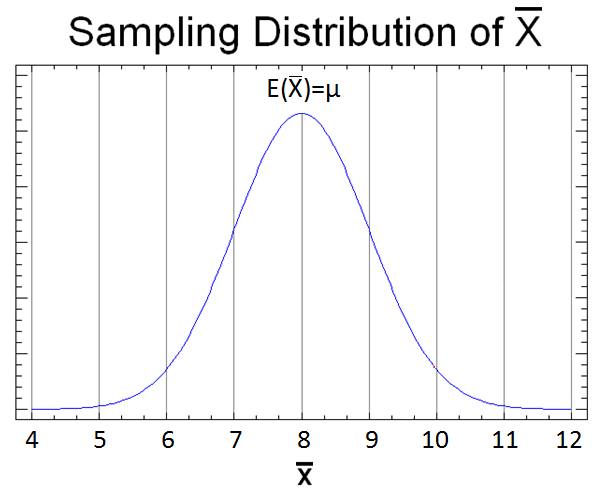 Sampling Distribution of X̅
E(X̅)=μ
4 5 6 7 8 9 10 11 12
x̅